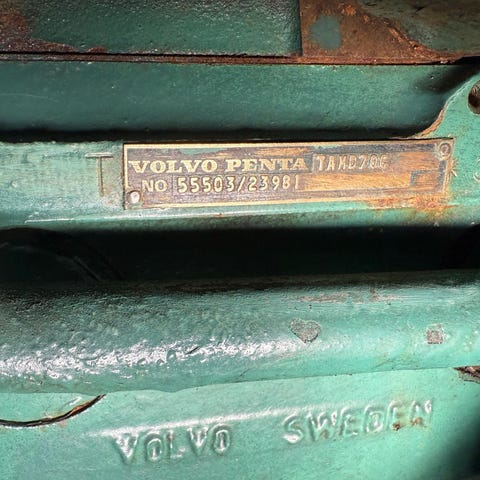 T VOLVO PENTA TAMD70C
NO 55503/23981
VOLVO SWEDEN